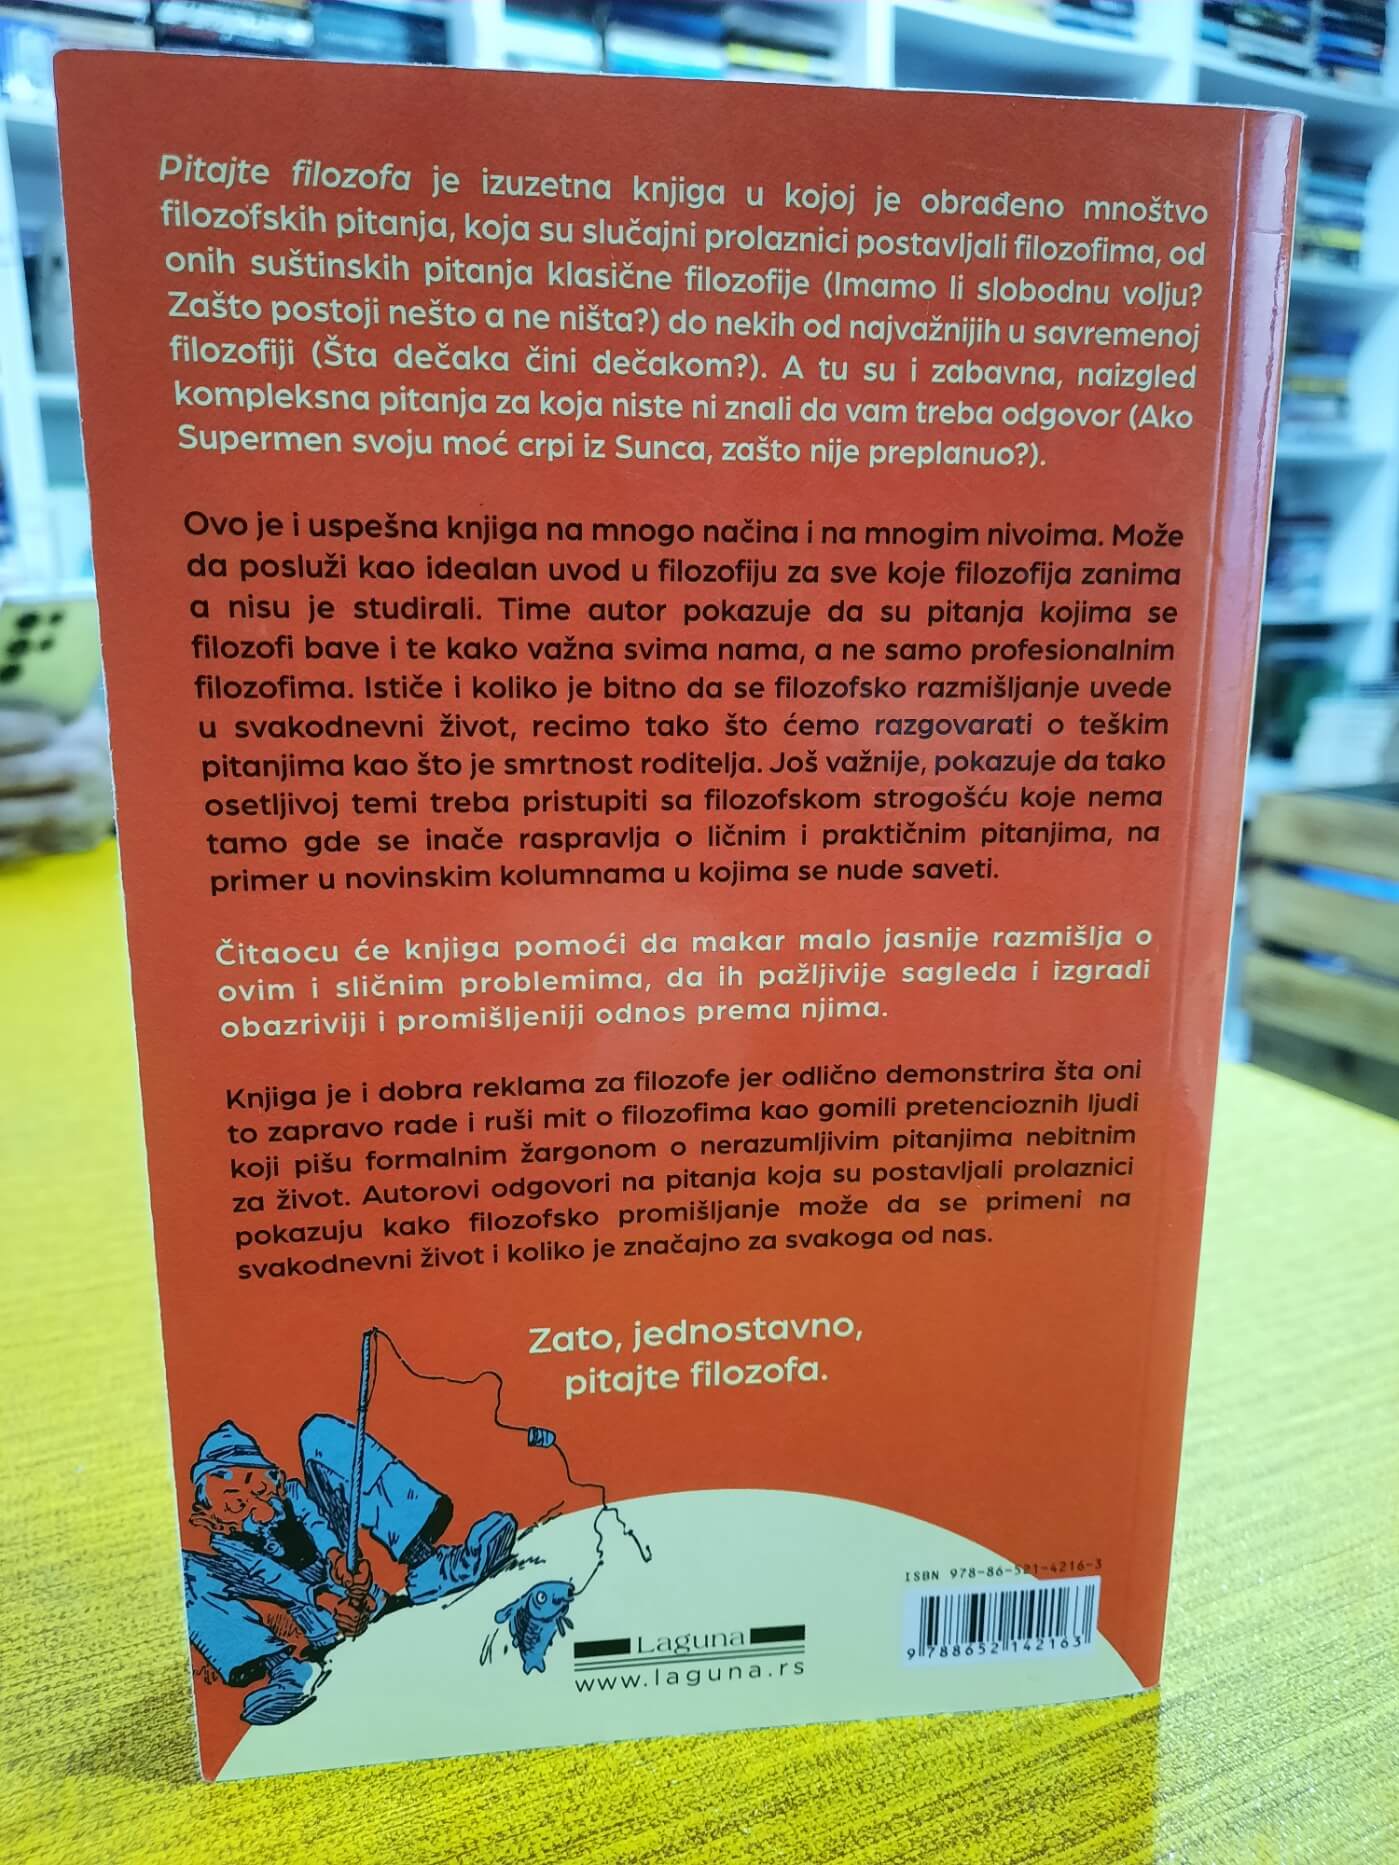 Pitajte filozofa je izuzetna knjiga u kojoj je obrađeno mnoštvo
filozofskih pitanja, koja su slučajni prolaznici postavljali filozofima, od
onih suštinskih pitanja klasične filozofije (Imamo li slobodnu volju?
Zašto postoji nešto a ne ništa?) do nekih od najvažnijih u savremenoj
filozofiji (Šta dečaka čini dečakom?). A tu su i zabavna, naizgled
kompleksna pitanja za koja niste ni znali da vam treba odgovor (Ako
Supermen svoju moć crpi iz Sunca, zašto nije preplanuo?).
Ovo je i uspešna knjiga na mnogo načina i na mnogim nivoima. Može
da posluži kao idealan uvod u filozofiju za sve koje filozofija zanima
a nisu je studirali. Time autor pokazuje da su pitanja kojima se
filozofi bave i te kako važna svima nama, a ne samo profesionalnim
filozofima. Ističe i koliko je bitno da se filozofsko razmišljanje uvede
u svakodnevni život, recimo tako što ćemo razgovarati o teškim
pitanjima kao što je smrtnost roditelja. Još važnije, pokazuje da tako
osetljivoj temi treba pristupiti sa filozofskom strogošću koje nema
tamo gde se inače raspravlja o ličnim i praktičnim pitanjima, na
primer u novinskim kolumnama u kojima se nude saveti.
Čitaocu će knjiga pomoći da makar malo jasnije razmišlja o
ovim i sličnim problemima, da ih pažljivije sagleda i izgradi
obazriviji i promišljeniji odnos prema njima.
Knjiga je i dobra reklama za filozofe jer odlično demonstrira šta oni
to zapravo rade i ruši mit o filozofima kao gomili pretencioznih ljudi
koji pišu formalnim žargonom o nerazumljivim pitanjima nebitnim
za život. Autorovi odgovori na pitanja koja su postavljali prolaznici
pokazuju kako filozofsko promišljanje može da se primeni na
svakodnevni život i koliko je značajno za svakoga od nas.
Zato, jednostavno,
pitajte filozofa.
ISBN 978-86-521-4216-3
9 788652 142163
Laguna
www.laguna.rs